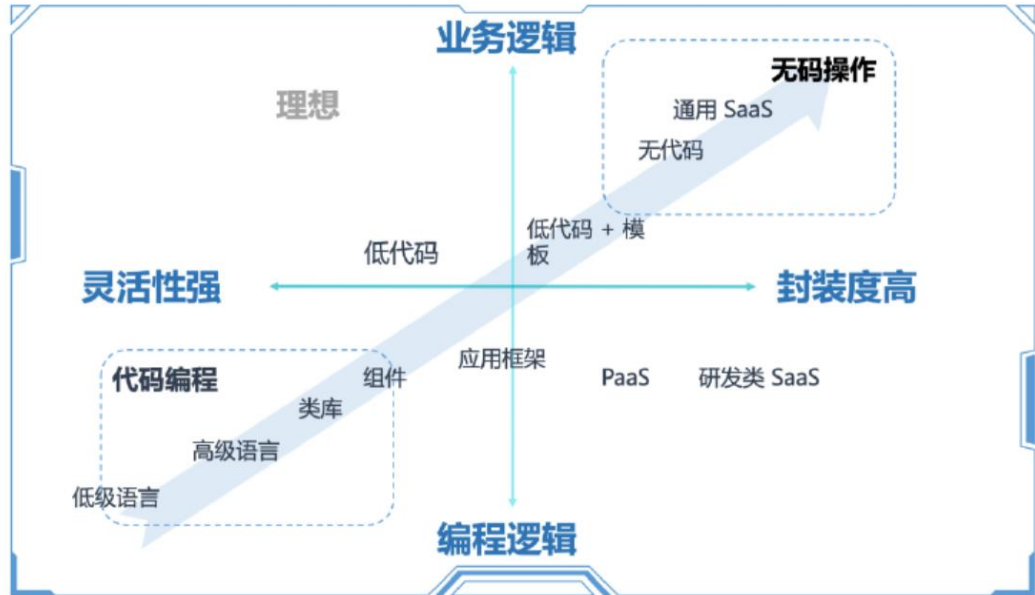 业务逻辑
无码操作
理想
通用 SaaS
无代码
低代码 + 模
板
低代码
灵活性强
封装度高
应用框架
代码编程
组件
PaaS
研发类 SaaS
类库
高级语言
低级语言
编程逻辑